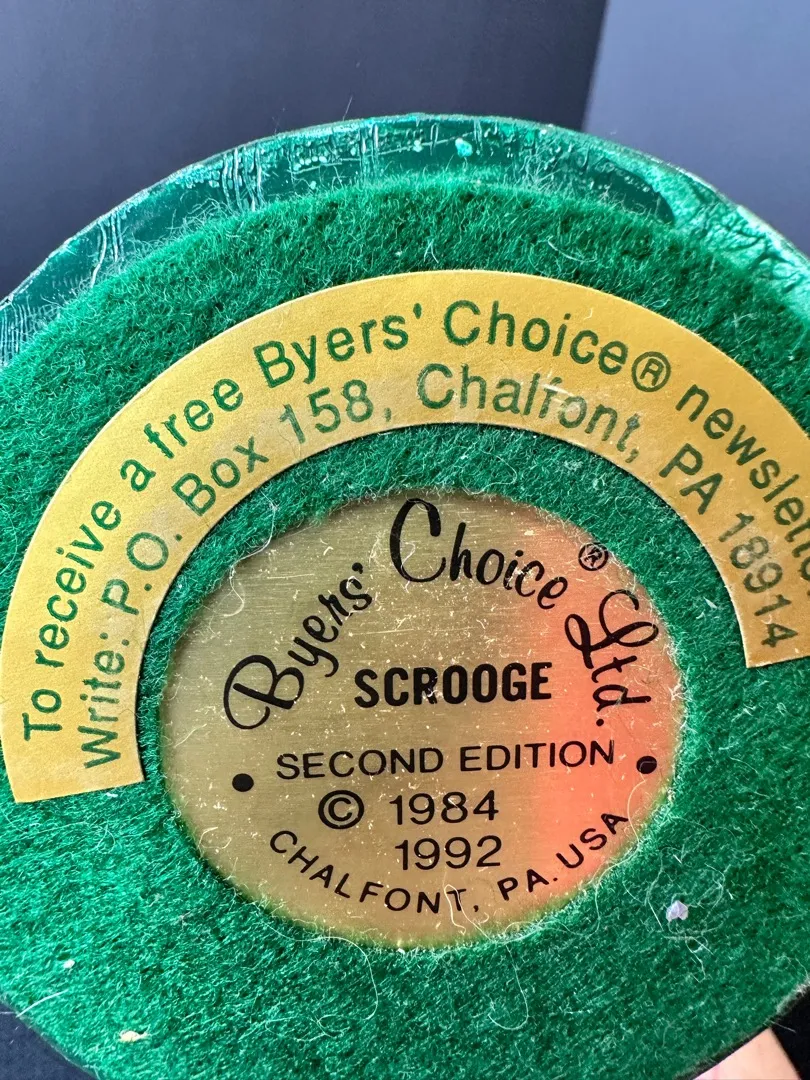 To receive a free Byers' Choice® newslett
Write: P.O. Box 158, Chalfont, PA 18914
Byers' Choice® Ltd.
SCROOGE
• SECOND EDITION •
© 1984
1992
CHALFONT, PA. USA